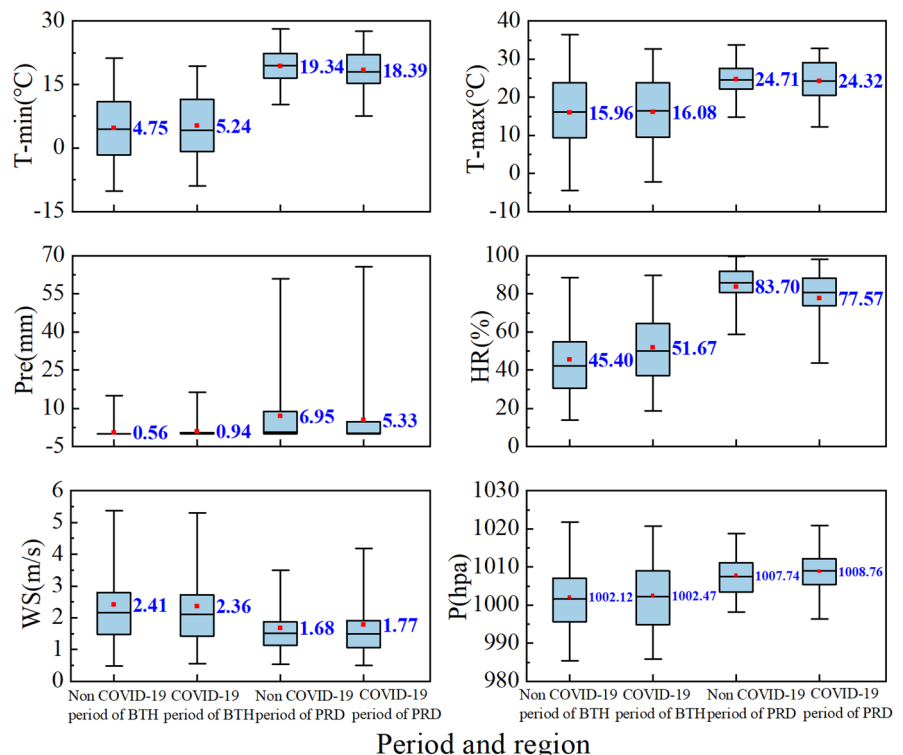 T-min(℃)
30
15
0
-15
4.75
5.24
19.34
18.39
T-max(℃)
40
30
20
10
0
-10
15.96
16.08
24.71
24.32
Pre(mm)
70
55
40
25
10
-5
0.56
0.94
6.95
5.33
HR(%)
100
80
60
40
20
0
45.40
51.67
83.70
77.57
WS(m/s)
6
5
4
3
2
1
0
2.41
2.36
1.68
1.77
Non COVID-19
period of BTH
COVID-19
period of BTH
Non COVID-19
period of PRD
COVID-19
period of PRD
P(hpa)
1030
1020
1010
1000
990
980
1002.12
1002.47
1007.74
1008.76
Non COVID-19
period of BTH
COVID-19
period of BTH
Non COVID-19
period of PRD
COVID-19
period of PRD
Period and region